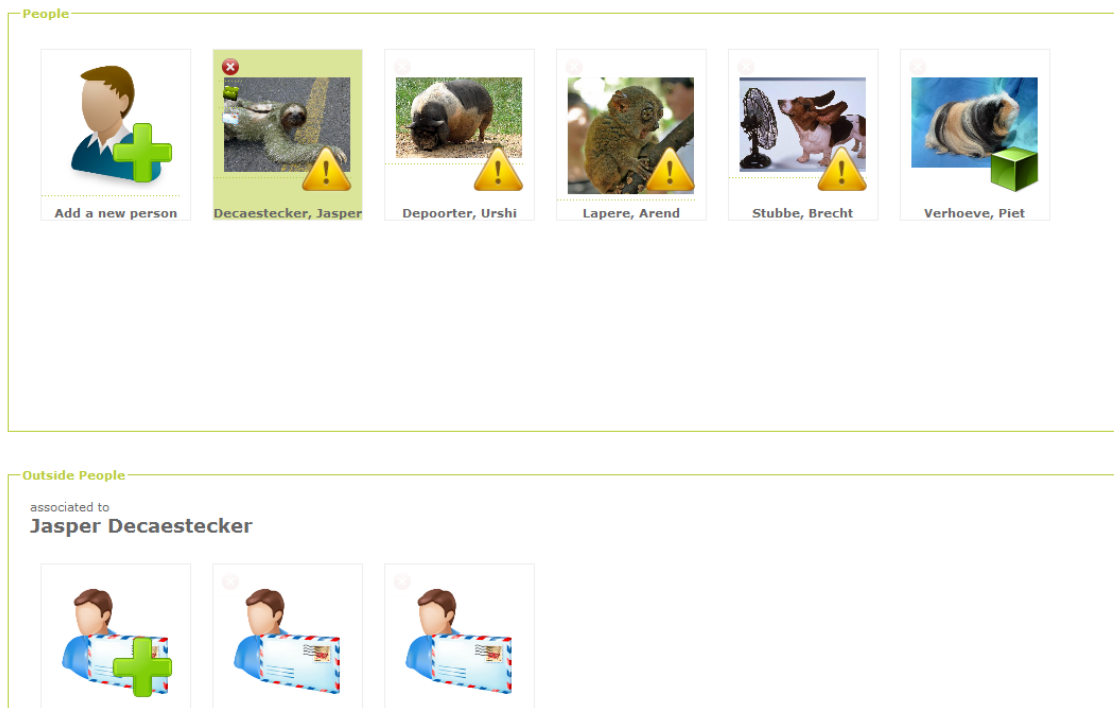 People
Add a new person
Decaestecker, Jasper
Depoorter, Urshi
Lapere, Arend
Stubbe, Brecht
Verhoeve, Piet
Outside People
associated to
Jasper Decaestecker